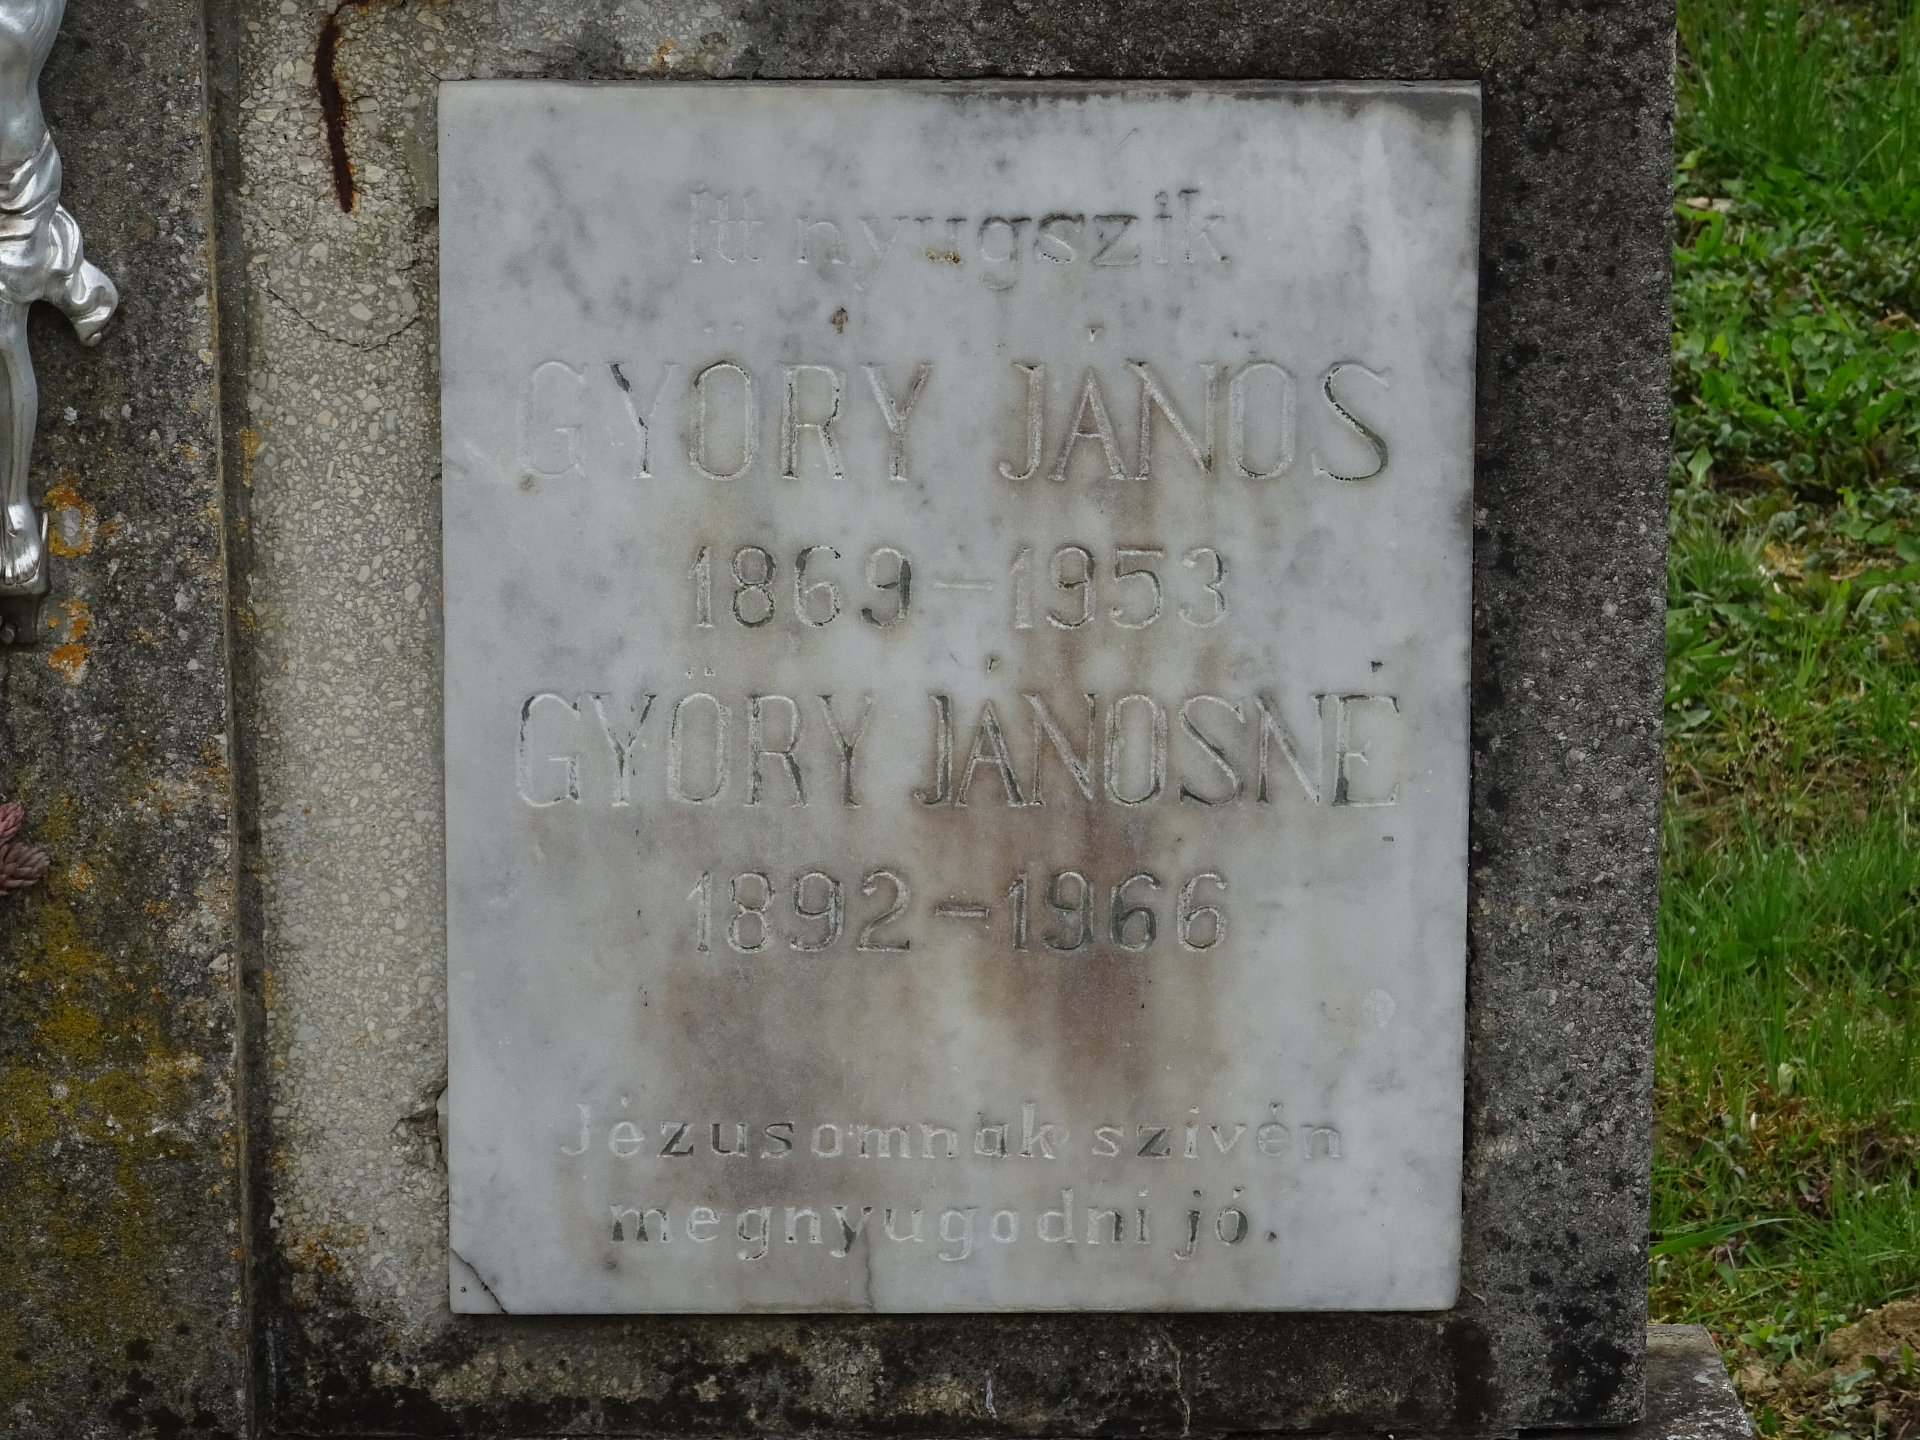 Itt nyugszik
GYÖRY JÁNOS
1869-1953
GYÖRY JÁNOSNÉ
1892-1966
Jézusomnak szivén
megnyugodni jó.